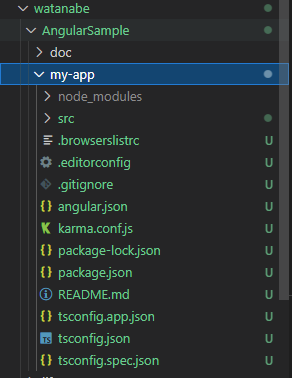 watanabe
AngularSample
doc
my-app
node_modules
src
.browserslistrc U
.editorconfig U
.gitignore U
{} angular.json U
karma.conf.js U
{} package-lock.json U
{} package.json U
README.md U
{} tsconfig.app.json U
TS tsconfig.json U
{} tsconfig.spec.json U